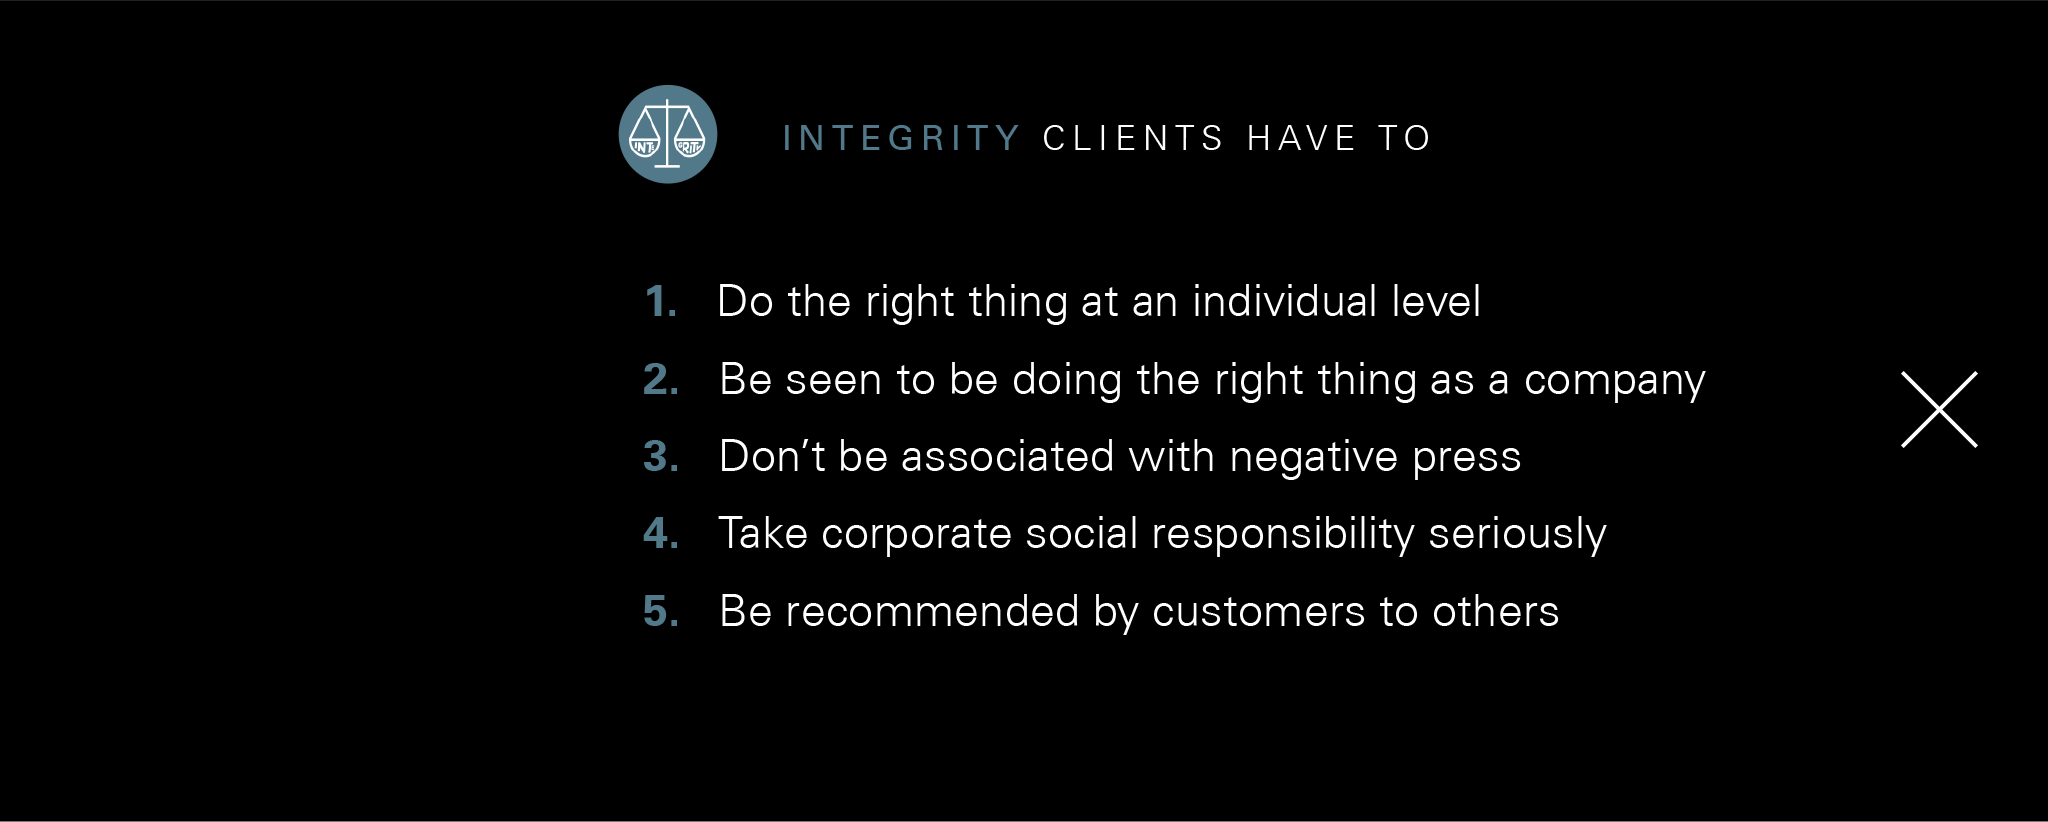 INTE GRITY
INTEGRITY CLIENTS HAVE TO
1. Do the right thing at an individual level
2. Be seen to be doing the right thing as a company
3. Don’t be associated with negative press
4. Take corporate social responsibility seriously
5. Be recommended by customers to others